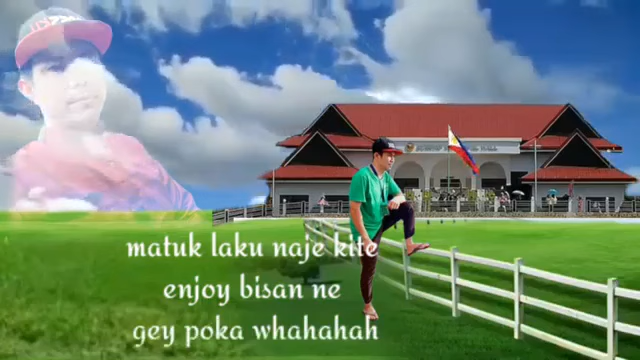 matuk laku naje kite
enjoy bisan ne
gey poka whahahah